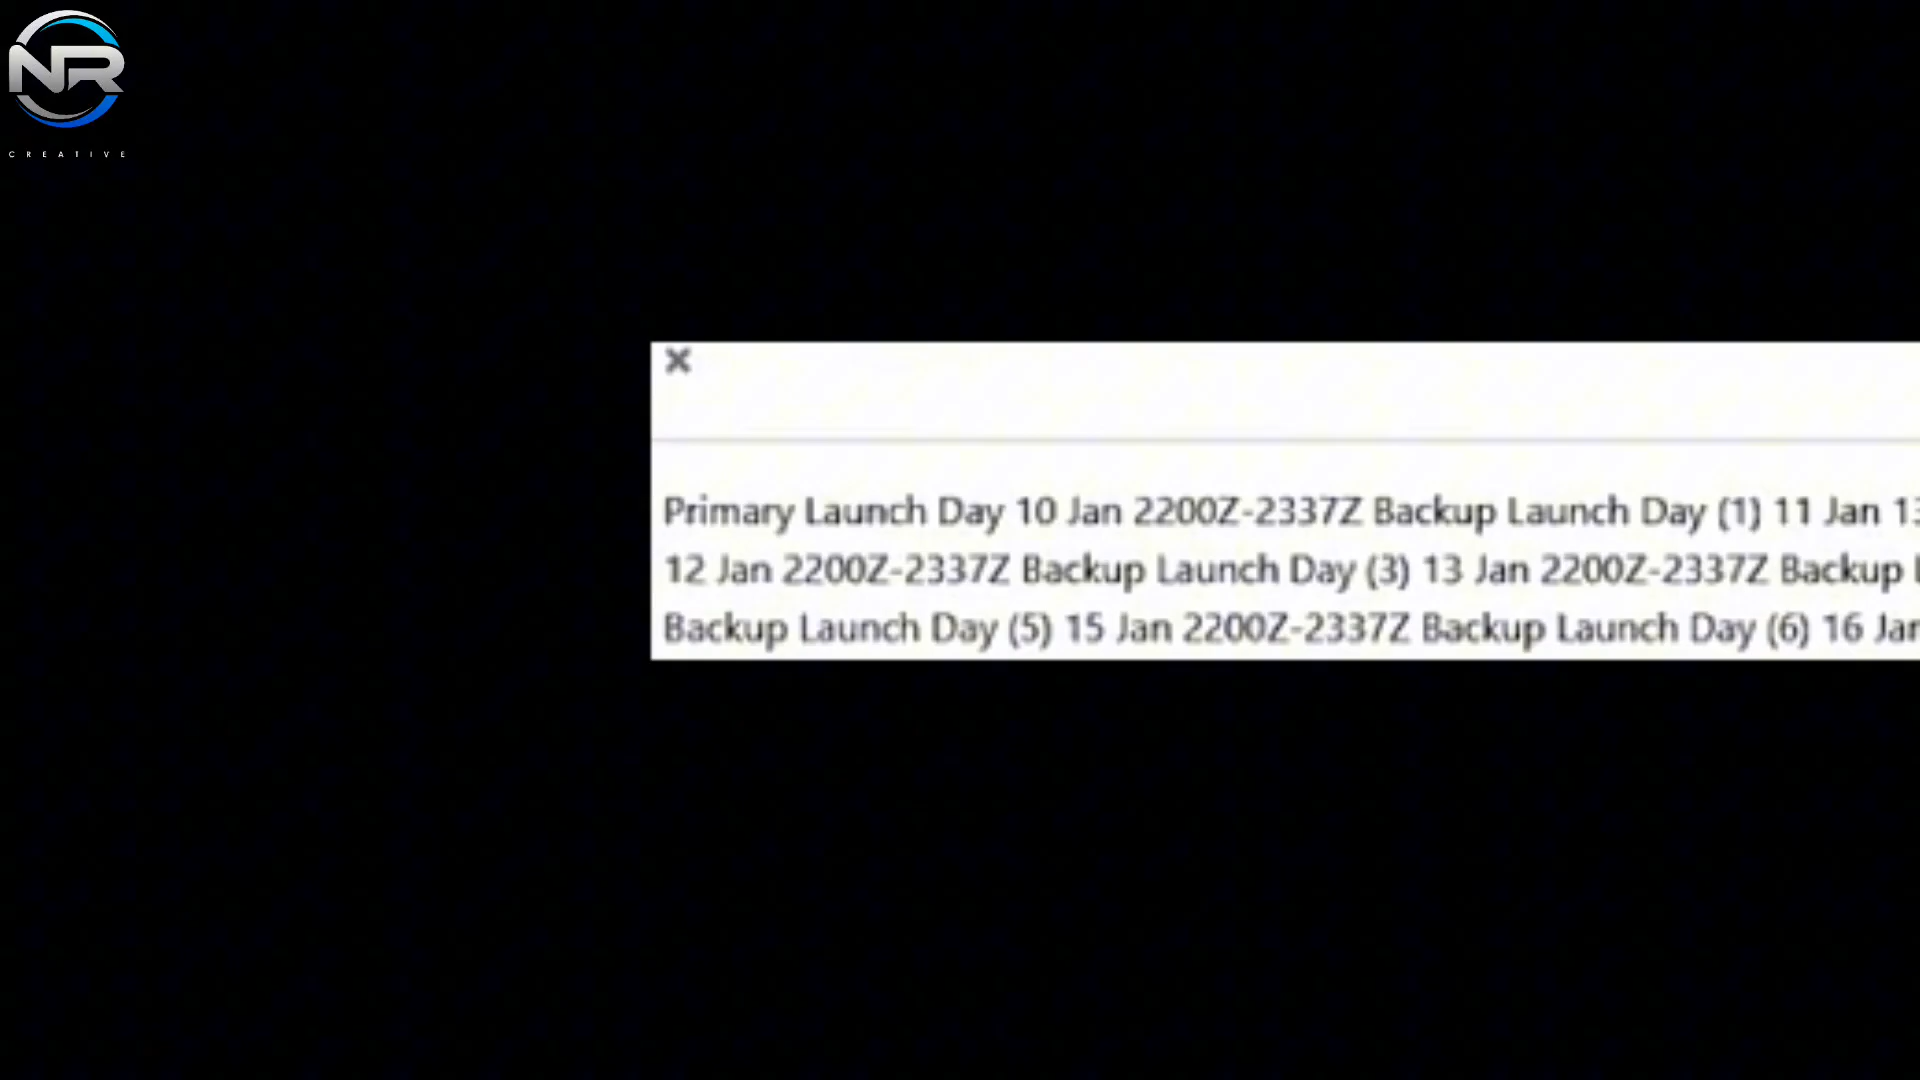 NR
CREATIVE
Primary Launch Day 10 Jan 2200Z-2337Z Backup Launch Day (1) 11 Jan 13
12 Jan 2200Z-2337Z Backup Launch Day (3) 13 Jan 2200Z-2337Z Backup
Backup Launch Day (5) 15 Jan 2200Z-2337Z Backup Launch Day (6) 16 Jan